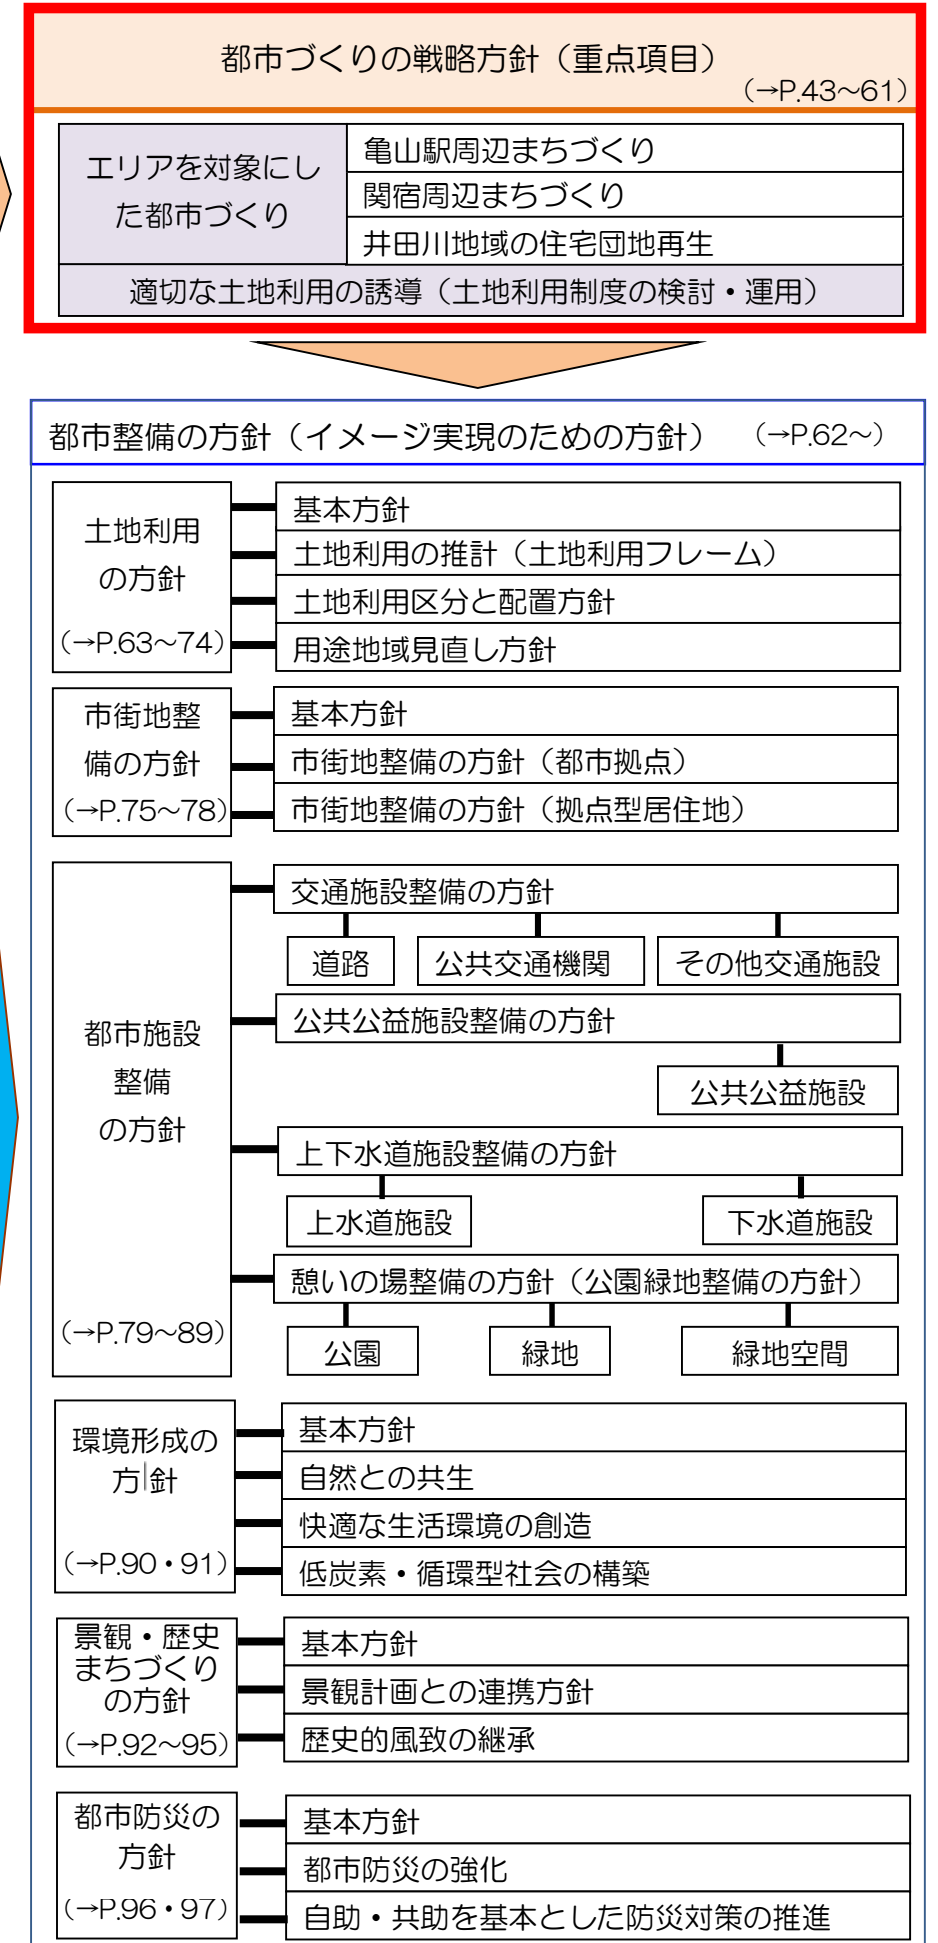 都市づくりの戦略方針（重点項目）
（→P.43～61）
エリアを対象にし
た都市づくり
亀山駅周辺まちづくり
関宿周辺まちづくり
井田川地域の住宅団地再生
適切な土地利用の誘導（土地利用制度の検討・運用）
都市整備の方針（イメージ実現のための方針）　（→P.62～）
土地利用
の方針
（→P.63～74）
基本方針
土地利用の推計（土地利用フレーム）
土地利用区分と配置方針
用途地域見直し方針
市街地整
備の方針
（→P.75～78）
基本方針
市街地整備の方針（都市拠点）
市街地整備の方針（拠点型居住地）
都市施設
整備
の方針
（→P.79～89）
交通施設整備の方針
道路
公共交通機関
その他交通施設
公共公益施設整備の方針
公共公益施設
上下水道施設整備の方針
上水道施設
下水道施設
憩いの場整備の方針（公園緑地整備の方針）
公園
緑地
緑地空間
環境形成の
方針
（→P.90・91）
基本方針
自然との共生
快適な生活環境の創造
低炭素・循環型社会の構築
景観・歴史
まちづくり
の方針
（→P.92～95）
基本方針
景観計画との連携方針
歴史的風致の継承
都市防災の
方針
（→P.96・97）
基本方針
都市防災の強化
自助・共助を基本とした防災対策の推進